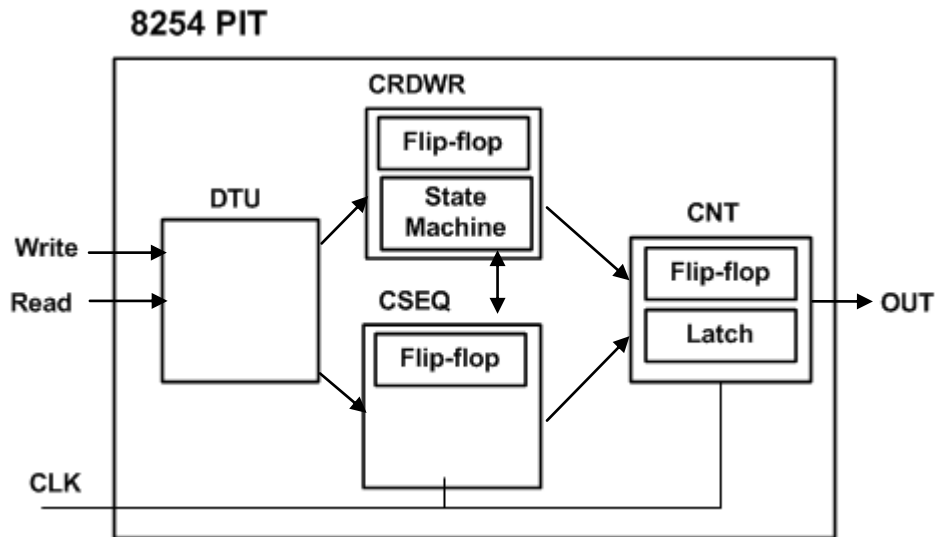 8254 PIT
CRDWR
Flip-flop
State
Machine
DTU
Write
Read
CSEQ
Flip-flop
CNT
Flip-flop
Latch
OUT
CLK